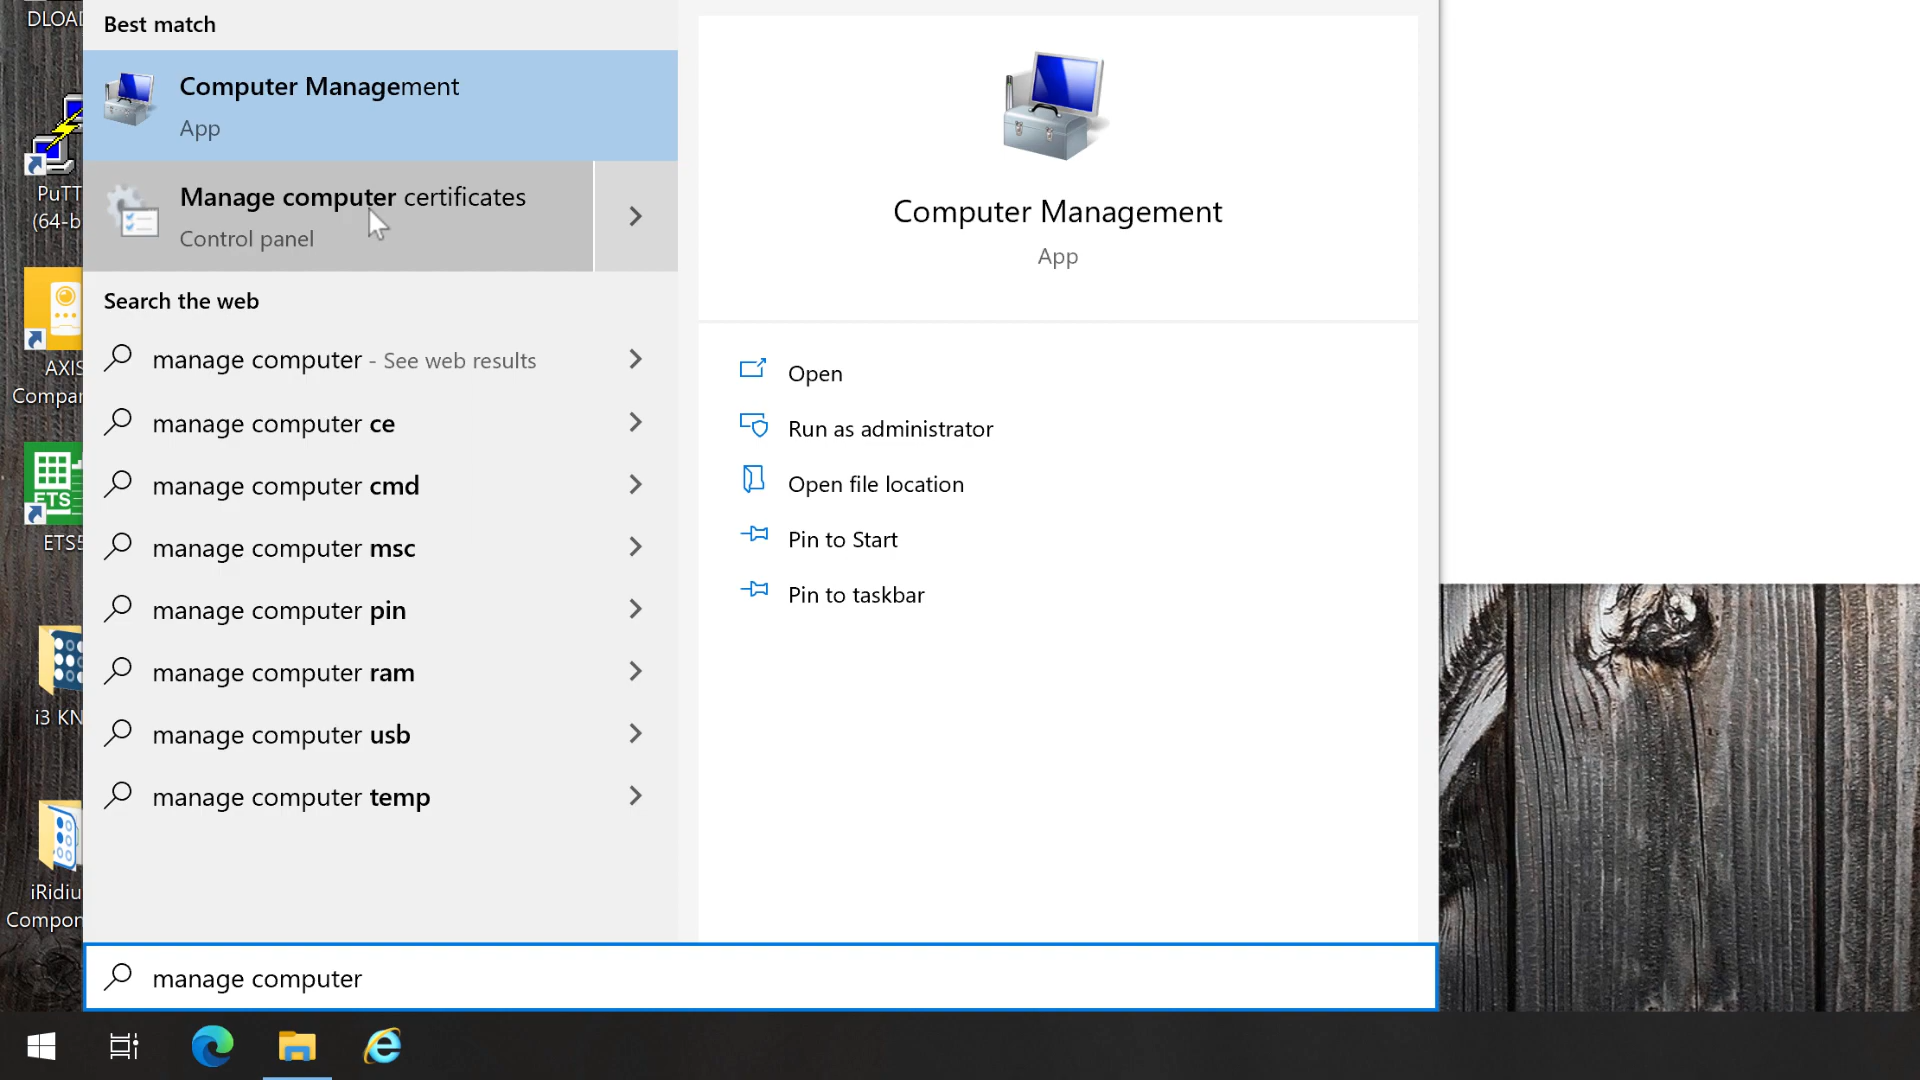 DLOAD
PuTT
(64-b
AXIS
Compar
ETS
ETS5
i3 KN
iRidiu
Compon
Best match
Computer Management
App
Manage computer certificates
Control panel
Search the web
manage computer - See web results
manage computer ce
manage computer cmd
manage computer msc
manage computer pin
manage computer ram
manage computer usb
manage computer temp
manage computer
Computer Management
App
Open
Run as administrator
Open file location
Pin to Start
Pin to taskbar